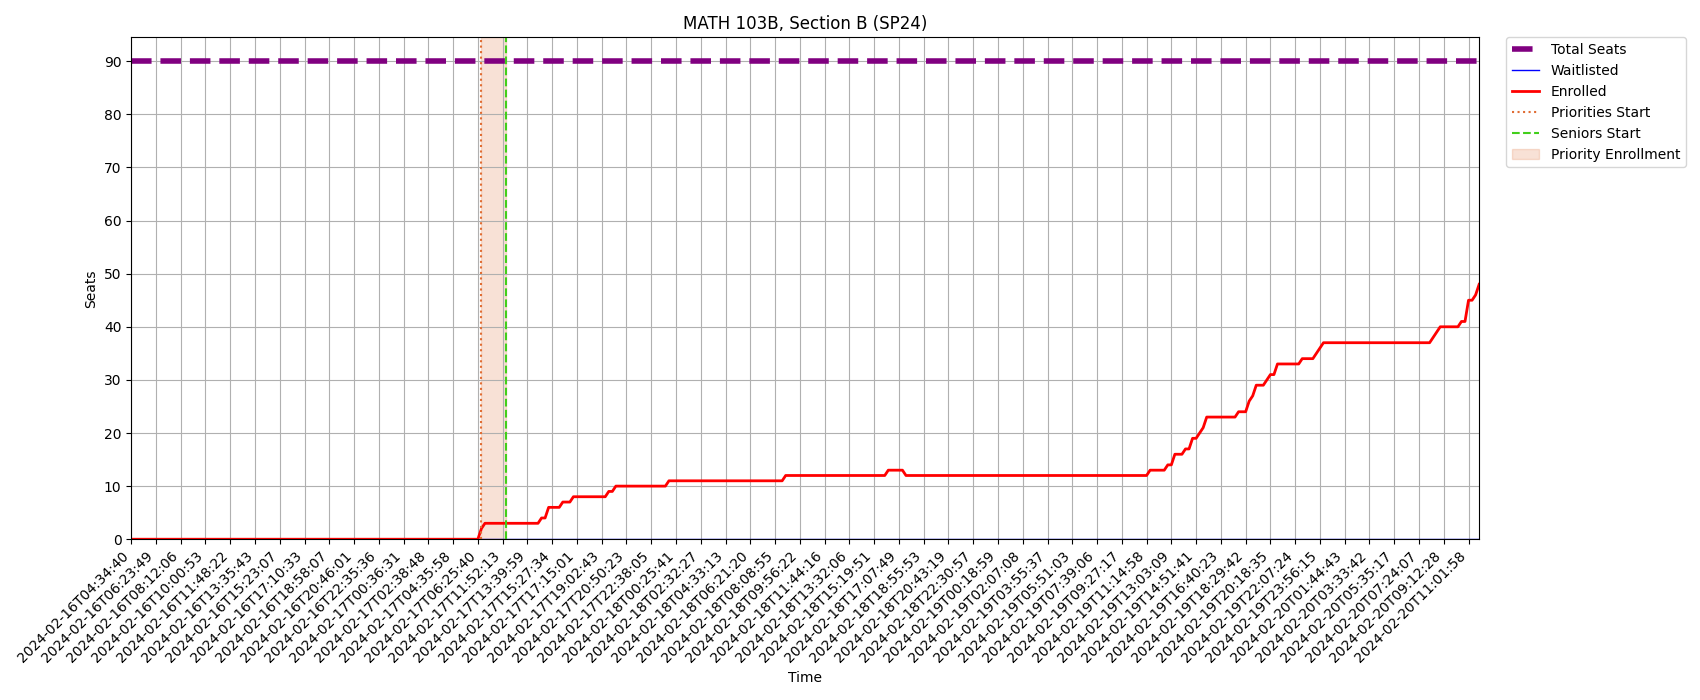 MATH 103B, Section B (SP24)
Total Seats
Waitlisted
Enrolled
Priorities Start
Seniors Start
Priority Enrollment
90
80
70
60
50
40
30
20
10
0
Seats
2024-02-16T04:34:40
2024-02-16T06:23:49
2024-02-16T08:12:06
2024-02-16T10:00:53
2024-02-16T11:48:22
2024-02-16T13:35:43
2024-02-16T15:23:07
2024-02-16T17:10:33
2024-02-16T18:58:07
2024-02-16T20:46:01
2024-02-16T22:35:36
2024-02-17T00:36:31
2024-02-17T02:38:48
2024-02-17T04:35:58
2024-02-17T06:25:40
2024-02-17T11:52:13
2024-02-17T13:39:59
2024-02-17T15:27:34
2024-02-17T17:15:01
2024-02-17T19:02:43
2024-02-17T20:50:23
2024-02-17T22:38:05
2024-02-18T00:25:41
2024-02-18T02:32:27
2024-02-18T04:33:13
2024-02-18T06:21:20
2024-02-18T08:08:55
2024-02-18T09:56:22
2024-02-18T11:44:16
2024-02-18T13:32:06
2024-02-18T15:19:51
2024-02-18T17:07:49
2024-02-18T18:55:53
2024-02-18T20:43:19
2024-02-18T22:30:57
2024-02-19T00:18:59
2024-02-19T02:07:08
2024-02-19T03:55:37
2024-02-19T05:51:03
2024-02-19T07:39:06
2024-02-19T09:27:17
2024-02-19T11:14:58
2024-02-19T13:03:09
2024-02-19T14:51:41
2024-02-19T16:40:23
2024-02-19T18:29:42
2024-02-19T20:18:35
2024-02-19T22:07:24
2024-02-19T23:56:15
2024-02-20T01:44:43
2024-02-20T03:33:42
2024-02-20T05:35:17
2024-02-20T07:24:07
2024-02-20T09:12:28
2024-02-20T11:01:58
Time